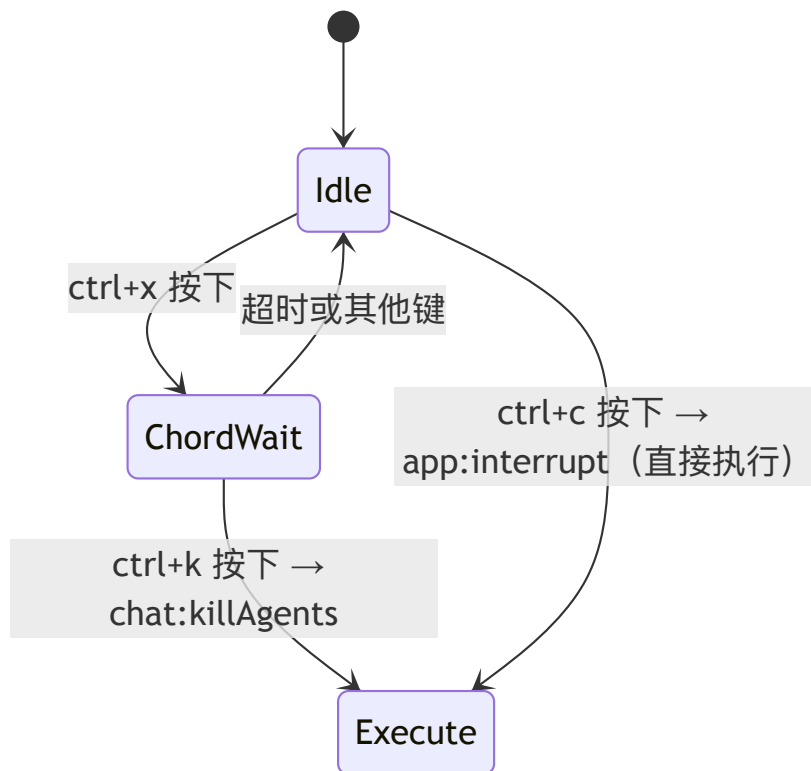 Idle
ctrl+x 按下
超时或其他键
ctrl+c 按下 →
app:interrupt（直接执行）
ChordWait
ctrl+k 按下 →
chat:killAgents
Execute